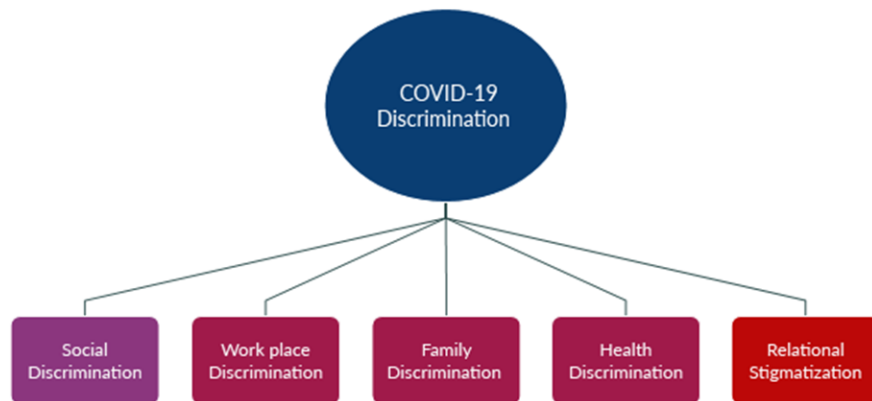 COVID-19
Discrimination
Social
Discrimination
Work place
Discrimination
Family
Discrimination
Health
Discrimination
Relational
Stigmatization